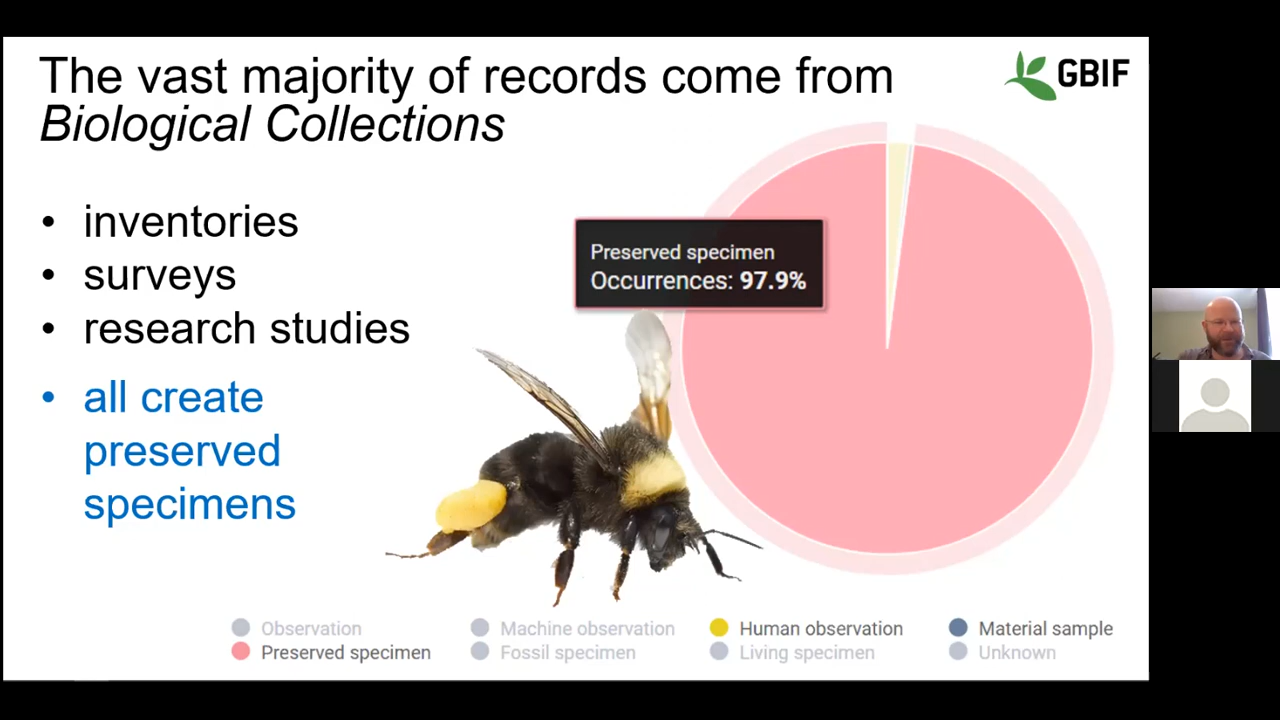 The vast majority of records come from
Biological Collections
GBIF
• inventories
• surveys
• research studies
• all create
preserved
specimens
Preserved specimen
Occurrences: 97.9%
Observation
Machine observation
Human observation
Material sample
Preserved specimen
Fossil specimen
Living specimen
Unknown